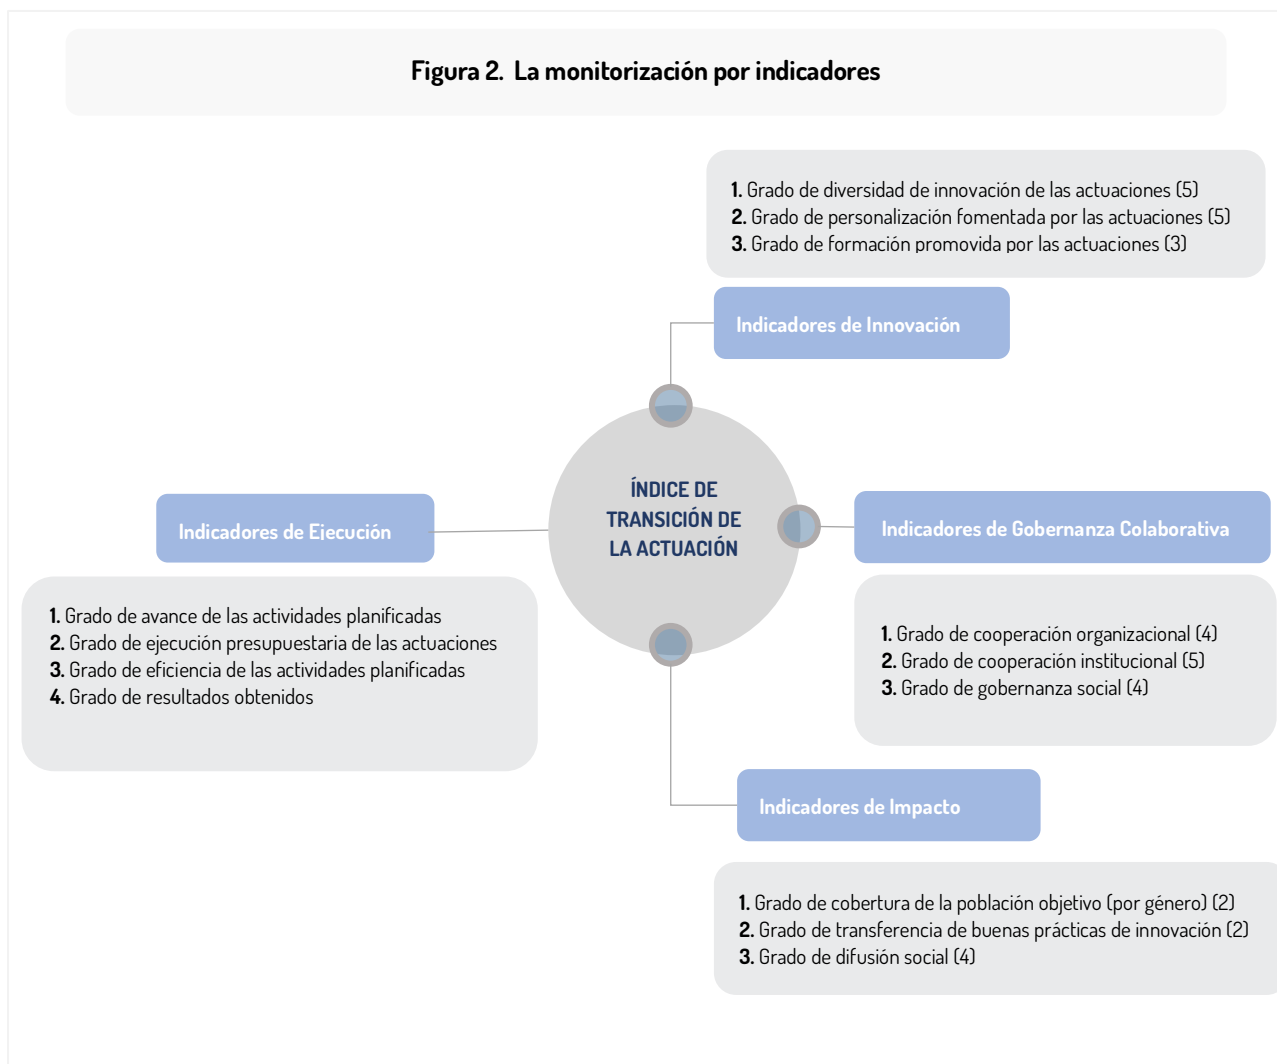 Figura 2. La monitorización por indicadores
1. Grado de diversidad de innovación de las actuaciones (5)
2. Grado de personalización fomentada por las actuaciones (5)
3. Grado de formación promovida por las actuaciones (3)
Indicadores de Innovación
ÍNDICE DE
TRANSICIÓN DE
LA ACTUACIÓN
Indicadores de Ejecución
1. Grado de avance de las actividades planificadas
2. Grado de ejecución presupuestaria de las actuaciones
3. Grado de eficiencia de las actividades planificadas
4. Grado de resultados obtenidos
Indicadores de Gobernanza Colaborativa
1. Grado de cooperación organizacional (4)
2. Grado de cooperación institucional (5)
3. Grado de gobernanza social (4)
Indicadores de Impacto
1. Grado de cobertura de la población objetivo (por género) (2)
2. Grado de transferencia de buenas prácticas de innovación (2)
3. Grado de difusión social (4)